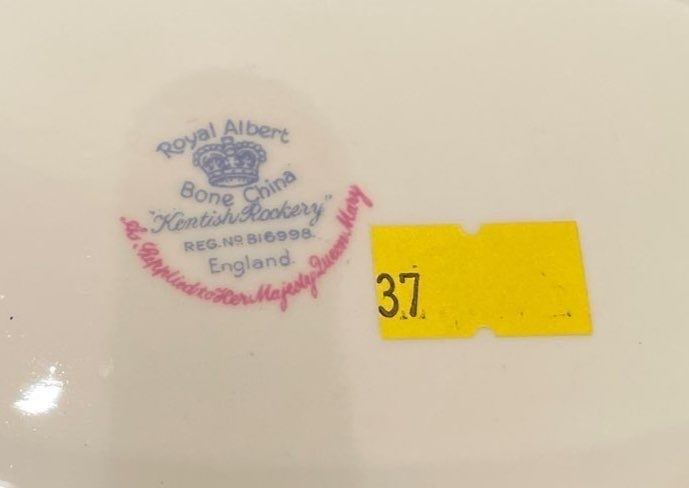 Royal Albert
Bone China
"Kentish Rockery"
REG. Nº 816998.
England.
As Supplied to Her Majesty Queen Mary
37